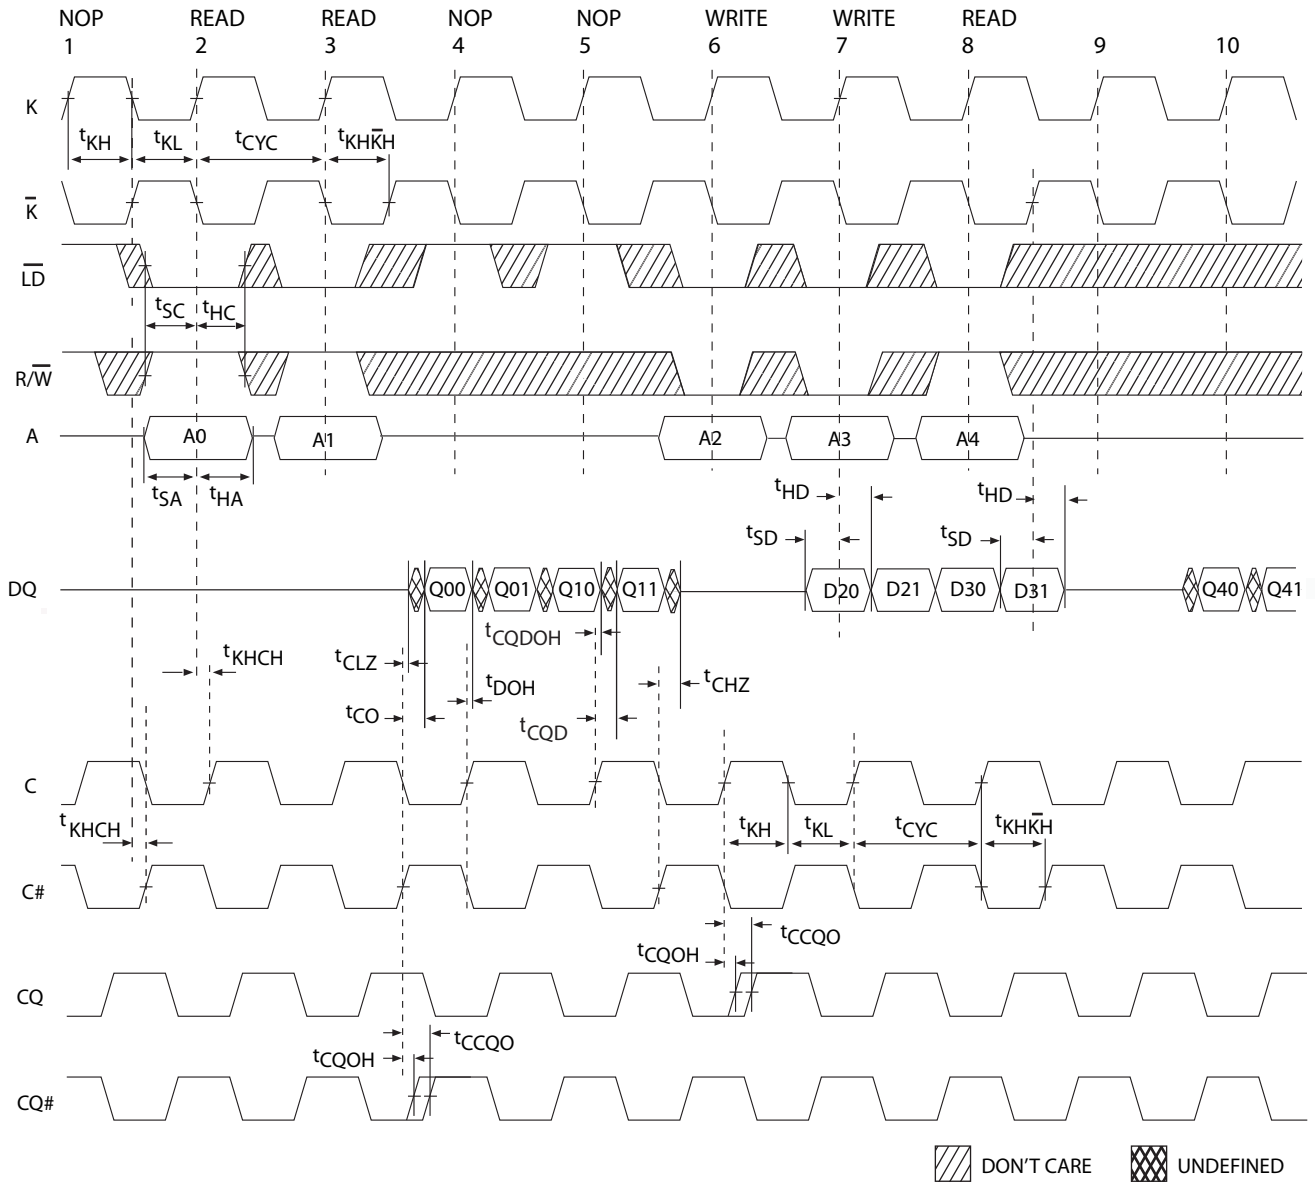 NOP READ READ NOP NOP WRITE WRITE READ
1 2 3 4 5 6 7 8 9 10
K
tKH tKL tCYC tKHK̅H
K̅
L̅D̅
tSC tHC
R/W̅
A A0 A1 A2 A3 A4
tSA tHA tHD tHD
tSD tSD
DQ Q00 Q01 Q10 Q11 D20 D21 D30 D31 Q40 Q41
tCQDOH
tKHCH tCLZ tDOH tCHZ
tCO tCQD
C
tKHCH tKH tKL tCYC tKHK̅H
C#
tCCQO
tCQOH
CQ
tCCQO
tCQOH
CQ#
DON'T CARE UNDEFINED